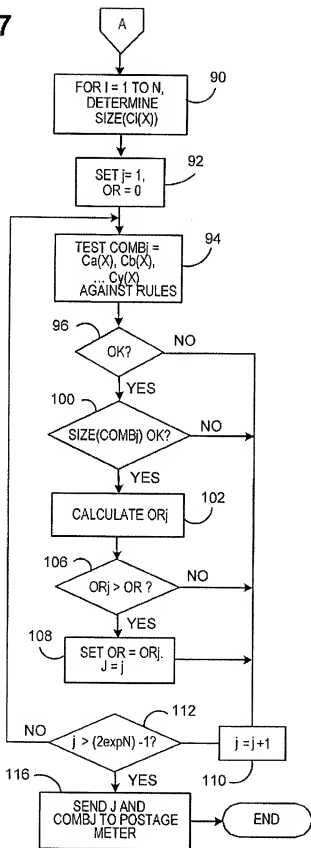 7
A
FOR I = 1 TO N,
DETERMINE
SIZE(Ci(X))
90
SET j= 1,
OR = 0
92
TEST COMBj =
Ca(X), Cb(X),
... Cy(X)
AGAINST RULES
94
96
OK?
NO
YES
100
SIZE(COMBj) OK?
NO
YES
CALCULATE ORj
102
106
ORj > OR ?
NO
YES
108
SET OR = ORj.
J = j
112
NO
j > (2expN) -1?
j =j+1
110
YES
116
SEND J AND
COMBJ TO POSTAGE
METER
END